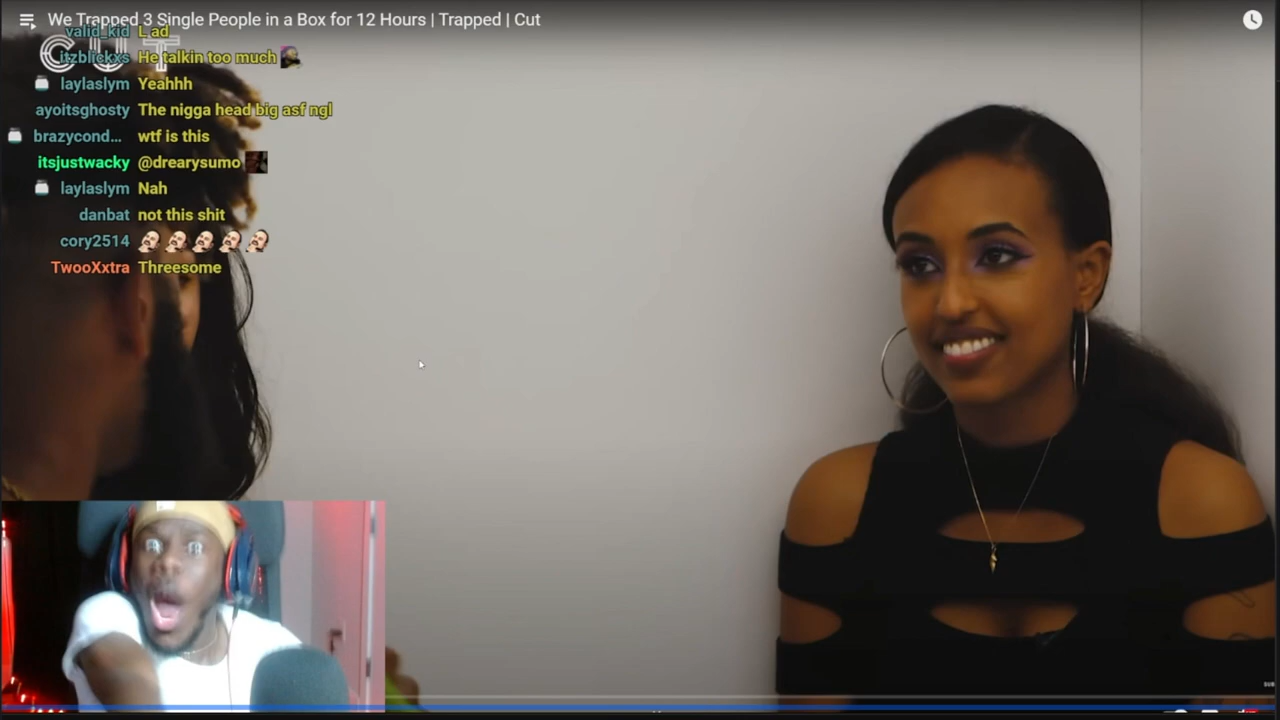 We Trapped 3 Single People in a Box for 12 Hours | Trapped | Cut
CUT
valid_kid L ad
itzblickxs He talkin too much
laylaslym Yeahhh
ayoitsghosty The nigga head big asf ngl
brazycond... wtf is this
itsjustwacky @drearysumo
laylaslym Nah
danbat not this shit
cory2514
TwooXxtra Threesome
SUB